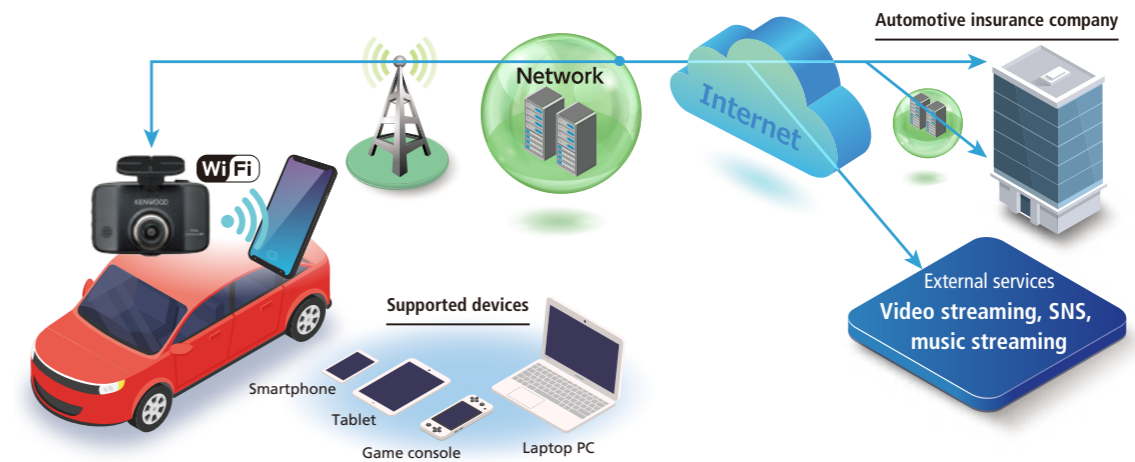 Automotive insurance company
Network
Internet
Wi Fi
KENWOOD
External services
Video streaming, SNS,
music streaming
Supported devices
Smartphone
Tablet
Game console
Laptop PC